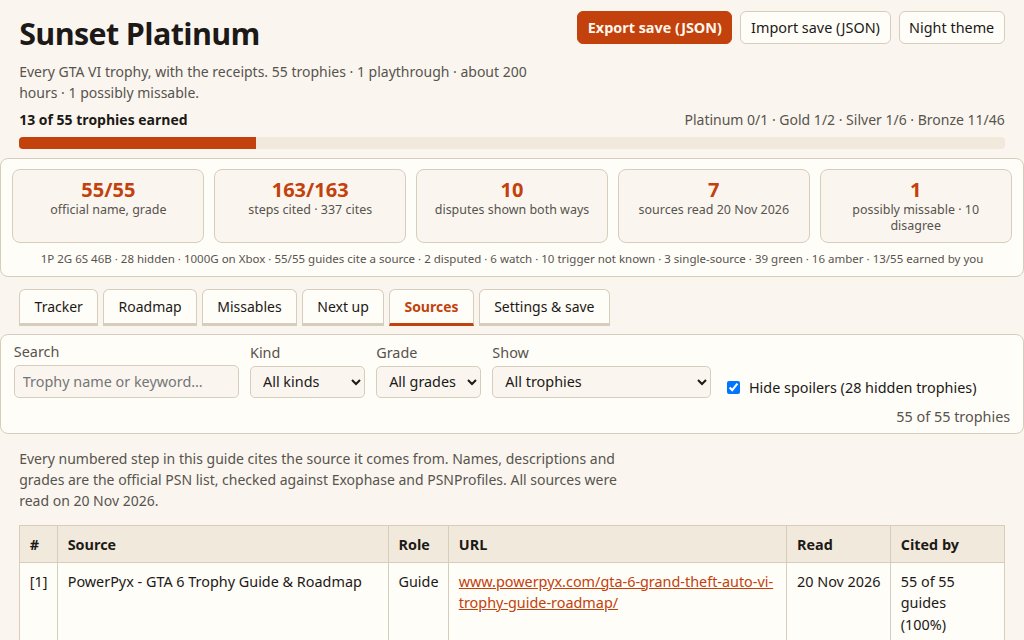 Sunset Platinum
Export save (JSON)
Import save (JSON)
Night theme
Every GTA VI trophy, with the receipts. 55 trophies · 1 playthrough · about 200
hours · 1 possibly missable.
13 of 55 trophies earned
Platinum 0/1 · Gold 1/2 · Silver 1/6 · Bronze 11/46
55/55
official name, grade
163/163
steps cited · 337 cites
10
disputes shown both ways
7
sources read 20 Nov 2026
1
possibly missable · 10
disagree
1P 2G 6S 46B · 28 hidden · 1000G on Xbox · 55/55 guides cite a source · 2 disputed · 6 watch · 10 trigger not known · 3 single-source · 39 green · 16 amber · 13/55 earned by you
Tracker
Roadmap
Missables
Next up
Sources
Settings & save
Search
Trophy name or keyword...
Kind
All kinds
Grade
All grades
Show
All trophies
Hide spoilers (28 hidden trophies)
55 of 55 trophies
Every numbered step in this guide cites the source it comes from. Names, descriptions and
grades are the official PSN list, checked against Exophase and PSNProfiles. All sources were
read on 20 Nov 2026.
# Source Role URL Read Cited by
[1] PowerPyx - GTA 6 Trophy Guide & Roadmap Guide www.powerpyx.com/gta-6-grand-theft-auto-vi- 20 Nov 2026 55 of 55
trophy-guide-roadmap/ guides
(100%)